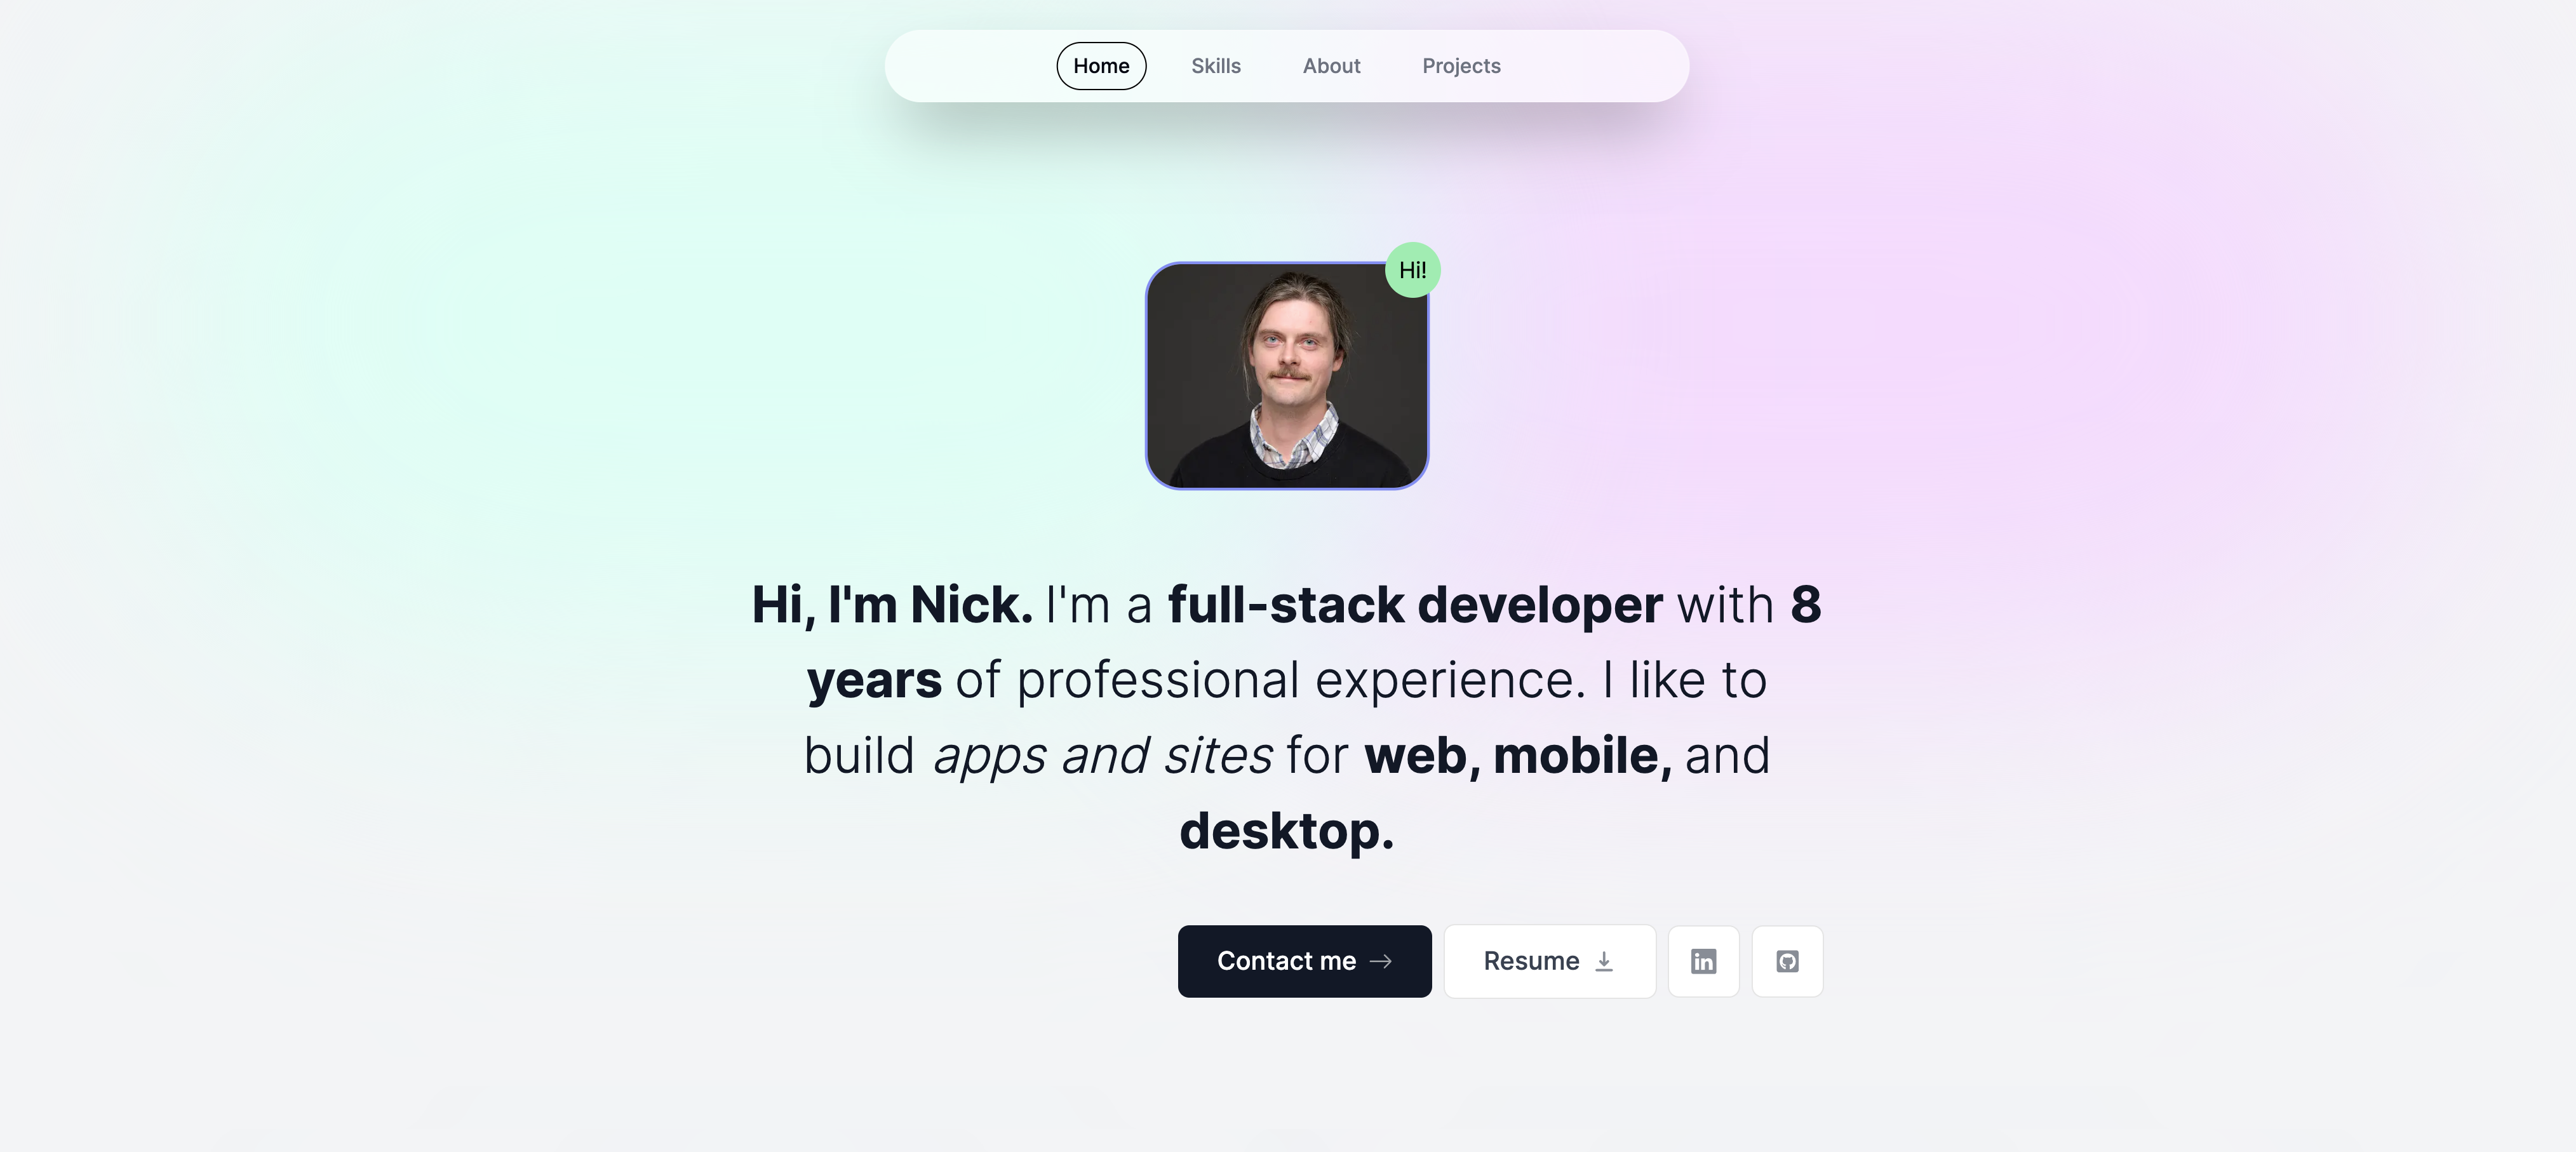 Home Skills About Projects
Hi!
Hi, I'm Nick. I'm a full-stack developer with 8
years of professional experience. I like to
build apps and sites for web, mobile, and
desktop.
Contact me → Resume in